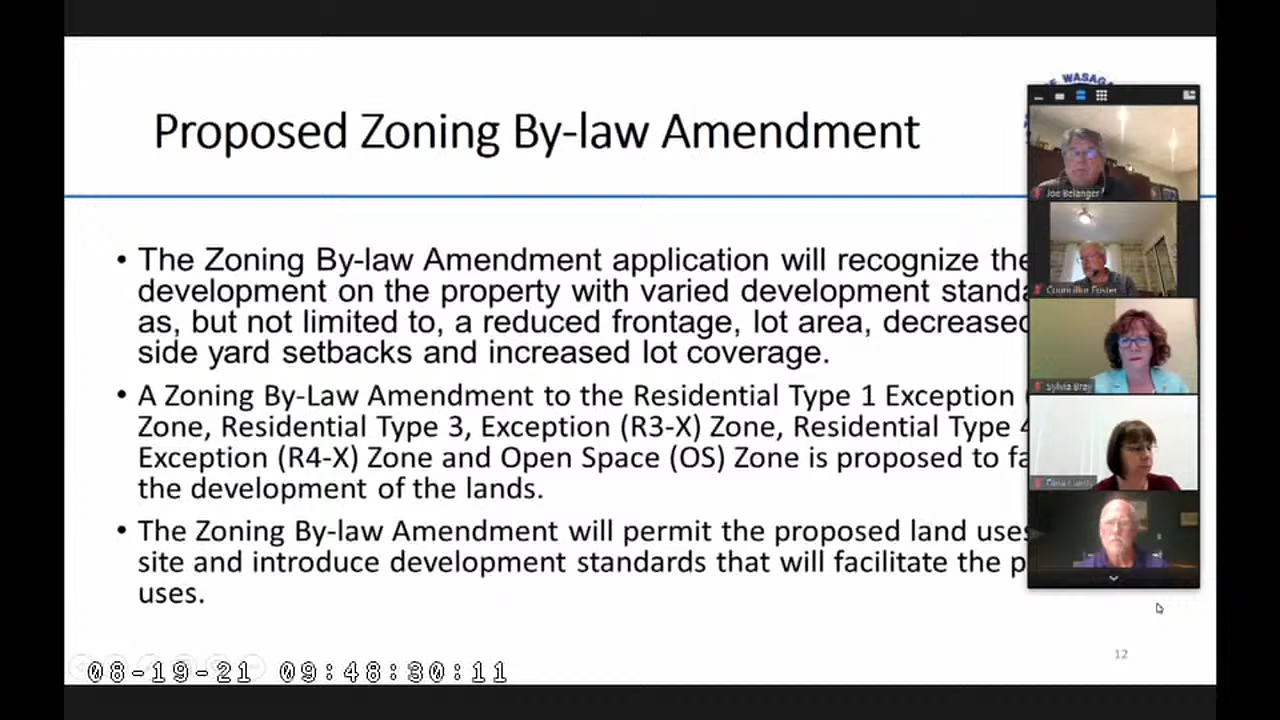 WASAGA
Proposed Zoning By-law Amendment
Joe Belanger
Councillor Foster
Sylvia Bray
• The Zoning By-law Amendment application will recognize the
development on the property with varied development standa
as, but not limited to, a reduced frontage, lot area, decreased
side yard setbacks and increased lot coverage.
• A Zoning By-Law Amendment to the Residential Type 1 Exception
Zone, Residential Type 3, Exception (R3-X) Zone, Residential Type 4
Exception (R4-X) Zone and Open Space (OS) Zone is proposed to fa
the development of the lands.
• The Zoning By-law Amendment will permit the proposed land uses
site and introduce development standards that will facilitate the p
uses.
12
08-19-21 09:48:30:11